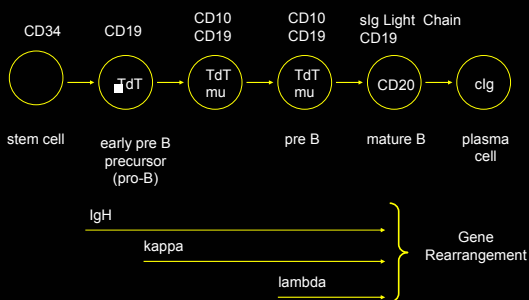 CD34
CD19
CD10
CD19
CD10
CD19
sIg Light Chain
CD19
TdT
TdT
mu
TdT
mu
CD20
cIg
stem cell
early pre B
precursor
(pro-B)
pre B
mature B
plasma
cell
IgH
kappa
lambda
Gene
Rearrangement